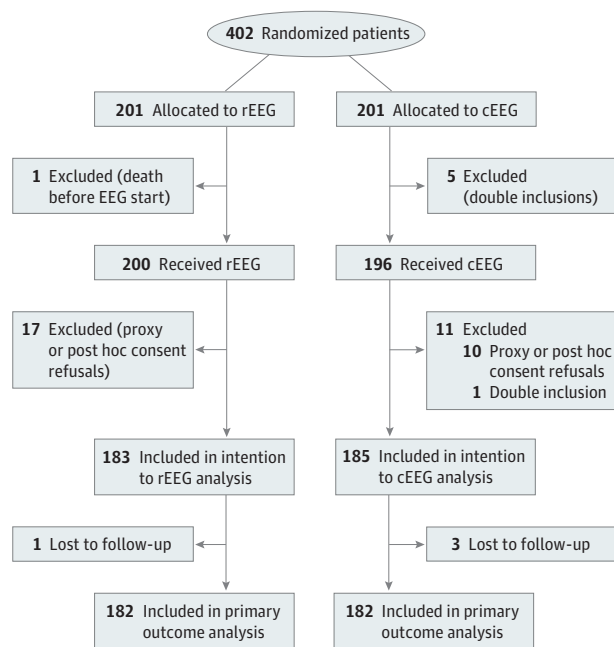 402 Randomized patients
201 Allocated to rEEG
201 Allocated to cEEG
1 Excluded (death
before EEG start)
5 Excluded
(double inclusions)
200 Received rEEG
196 Received cEEG
17 Excluded (proxy
or post hoc consent
refusals)
11 Excluded
10 Proxy or post hoc
consent refusals
1 Double inclusion
183 Included in intention
to rEEG analysis
185 Included in intention
to cEEG analysis
1 Lost to follow-up
3 Lost to follow-up
182 Included in primary
outcome analysis
182 Included in primary
outcome analysis